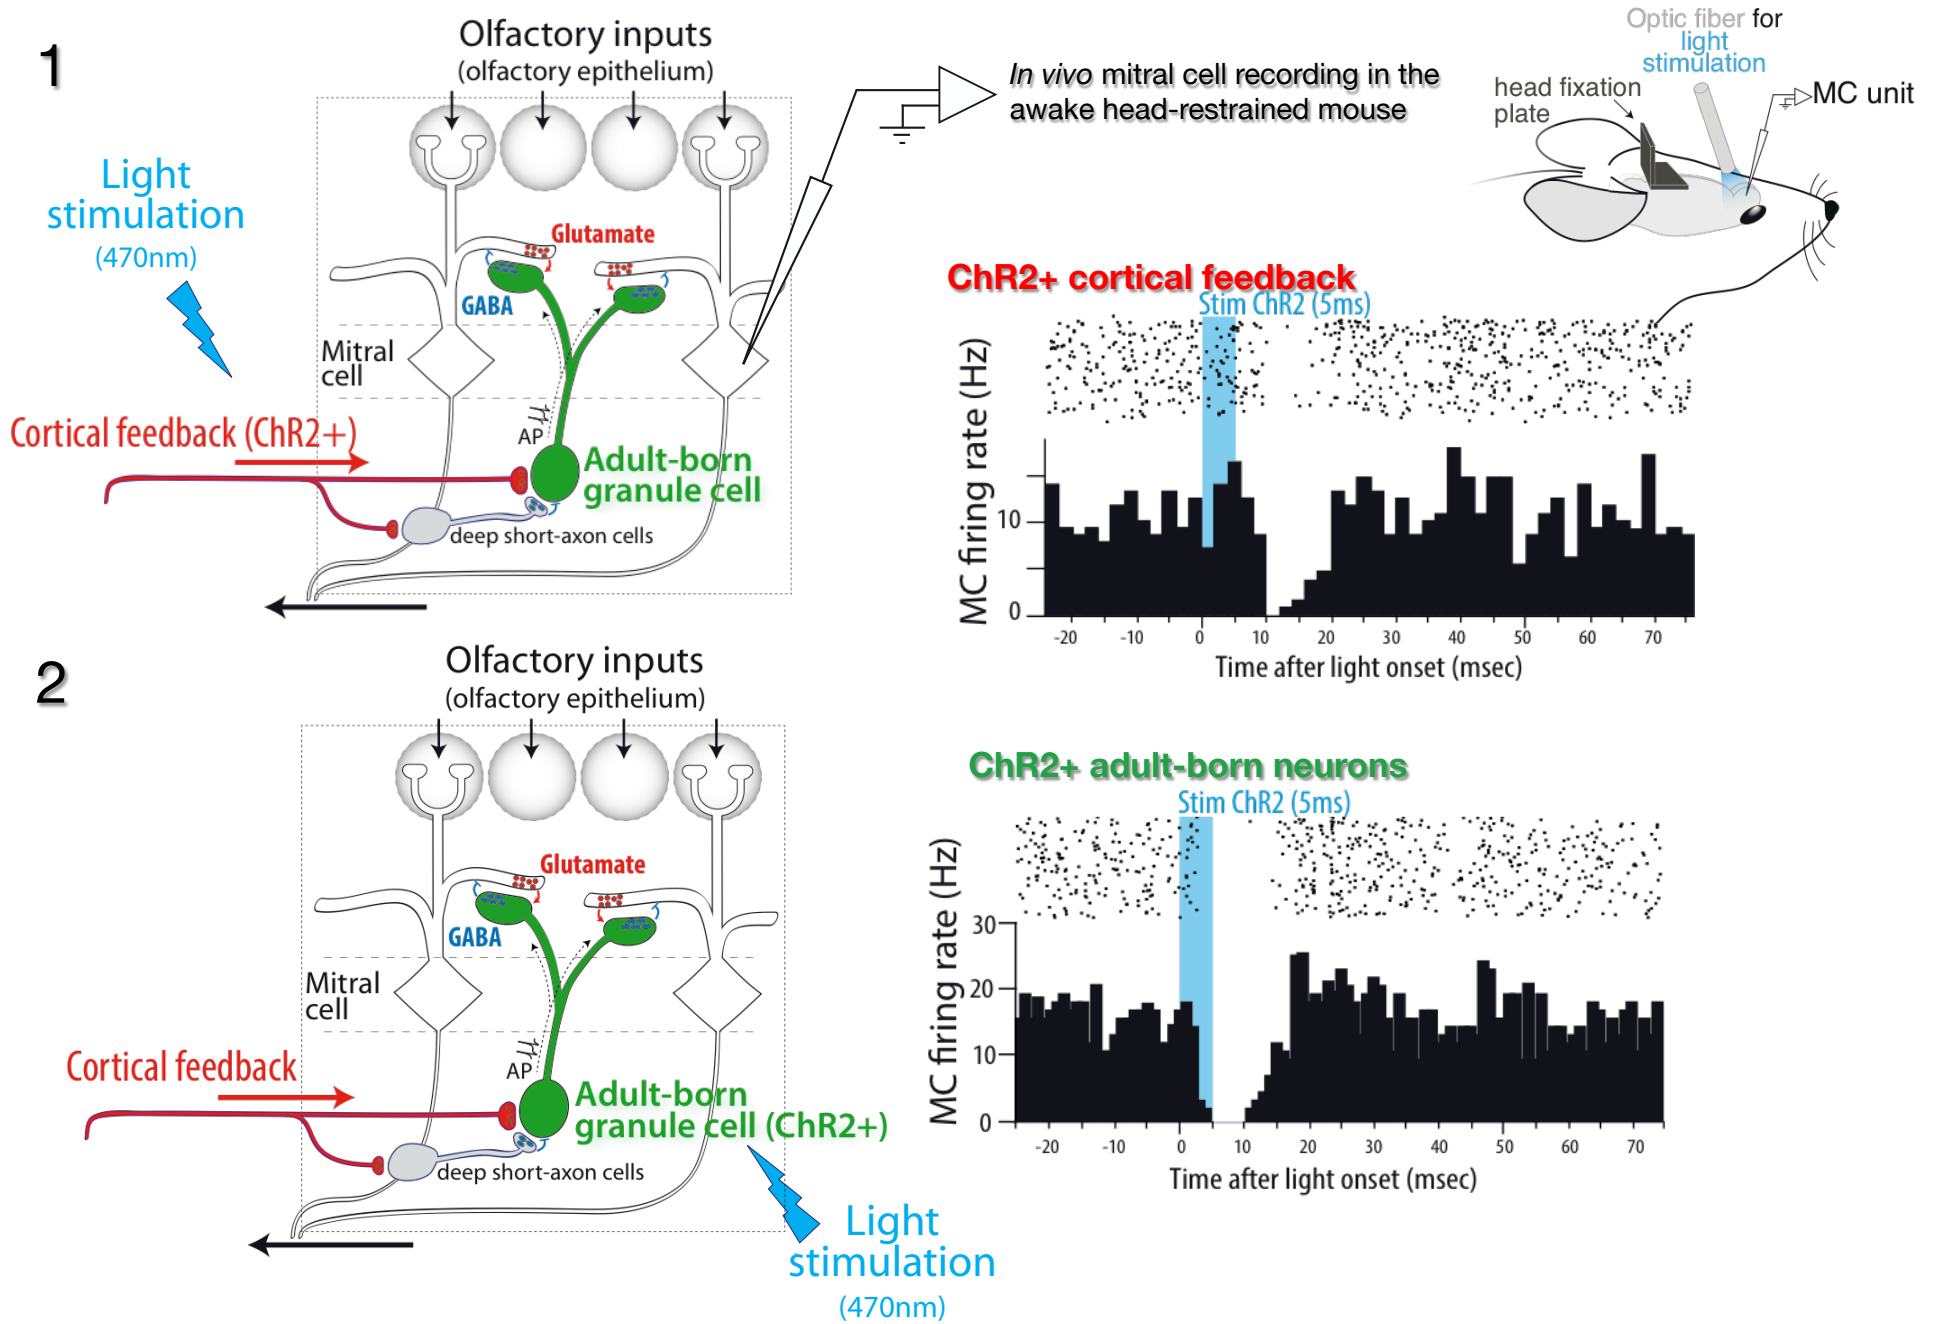 1
Olfactory inputs
(olfactory epithelium)
Light
stimulation
(470nm)
Glutamate
GABA
Mitral
cell
AP
Cortical feedback (ChR2+)
Adult-born
granule cell
deep short-axon cells
In vivo mitral cell recording in the
awake head-restrained mouse
Optic fiber for
light
stimulation
head fixation
plate
MC unit
ChR2+ cortical feedback
Stim ChR2 (5ms)
MC firing rate (Hz)
10
0
-20 -10 0 10 20 30 40 50 60 70
Time after light onset (msec)
2
Olfactory inputs
(olfactory epithelium)
Glutamate
GABA
Mitral
cell
AP
Cortical feedback
Adult-born
granule cell (ChR2+)
deep short-axon cells
Light
stimulation
(470nm)
ChR2+ adult-born neurons
Stim ChR2 (5ms)
MC firing rate (Hz)
30
20
10
0
-20 -10 0 10 20 30 40 50 60 70
Time after light onset (msec)